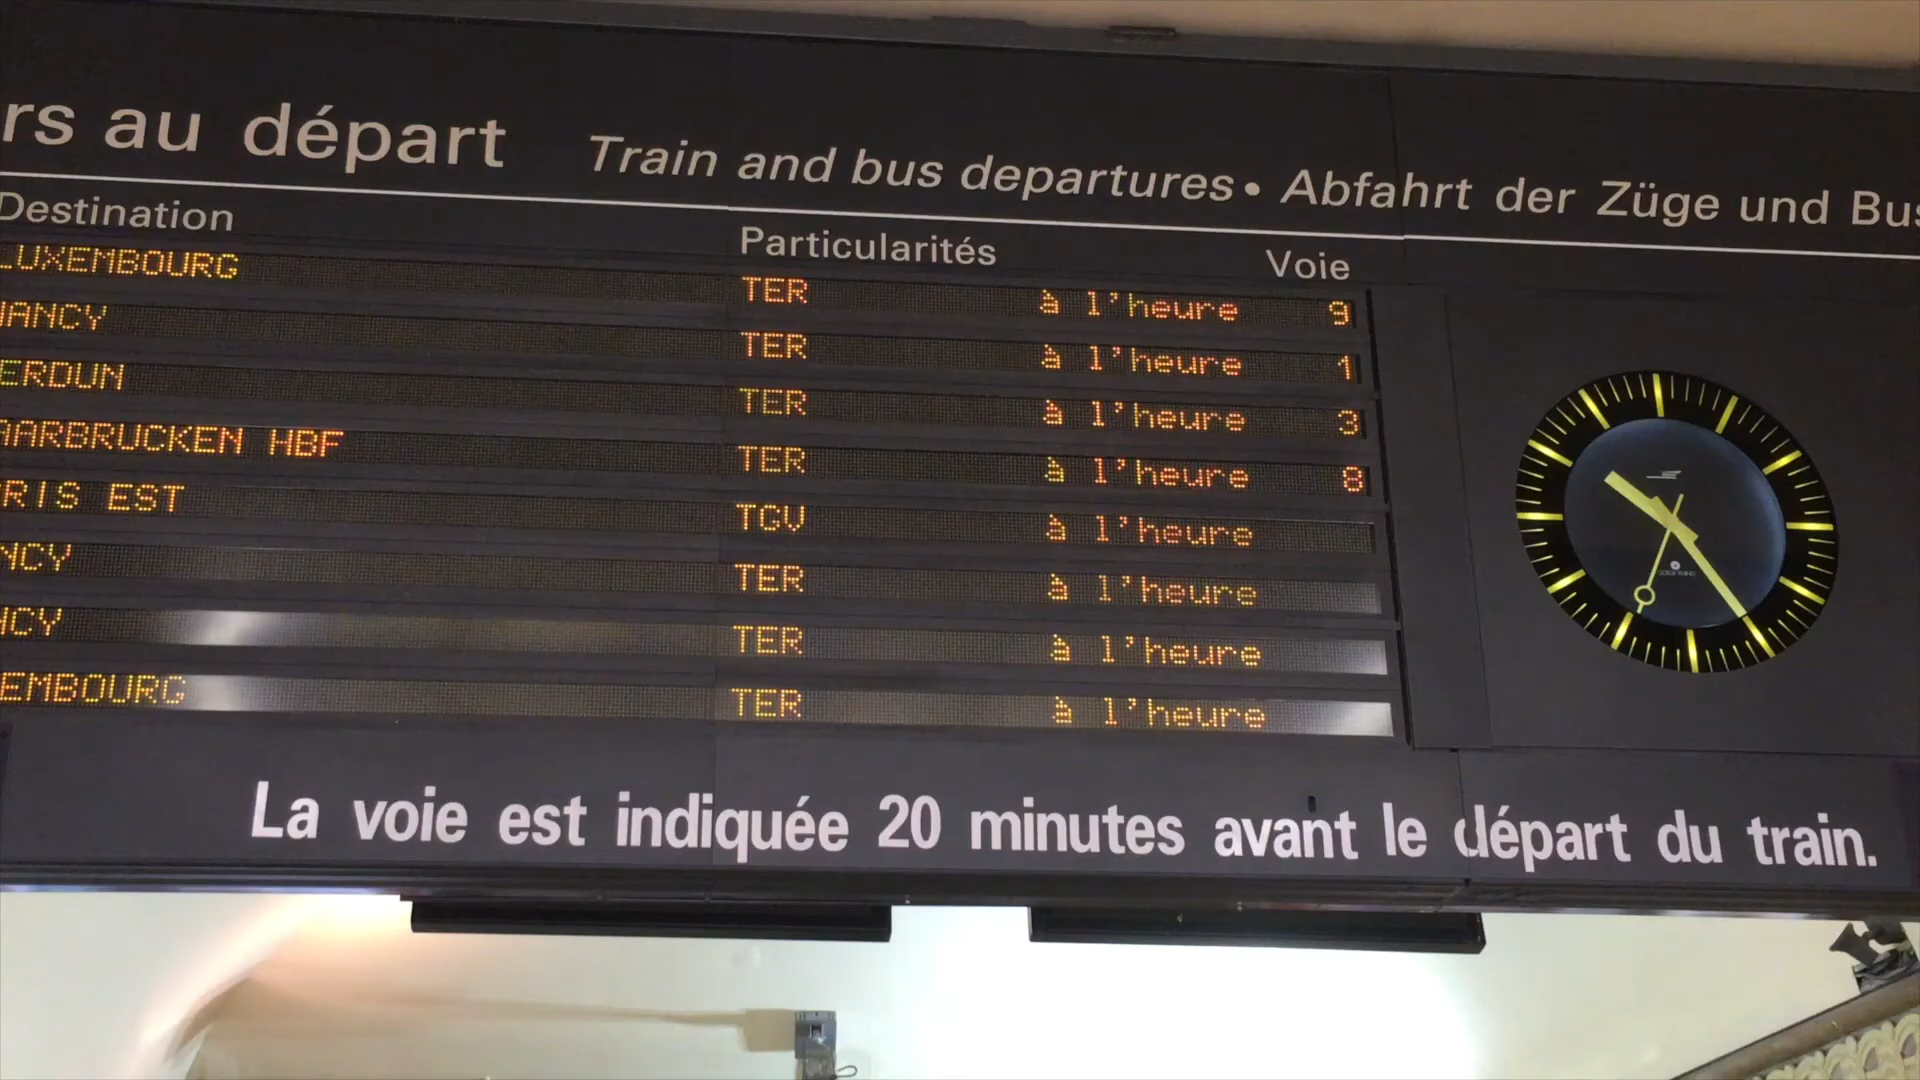 rs au départ Train and bus departures • Abfahrt der Züge und Bus
Destination Particularités Voie
LUXEMBOURG TER à l'heure 9
NANCY TER à l'heure 1
ERDUN TER à l'heure 3
AARBRUCKEN HBF TER à l'heure 8
RIS EST TGV à l'heure
NCY TER à l'heure
NCY TER à l'heure
EMBOURG TER à l'heure
La voie est indiquée 20 minutes avant le départ du train.